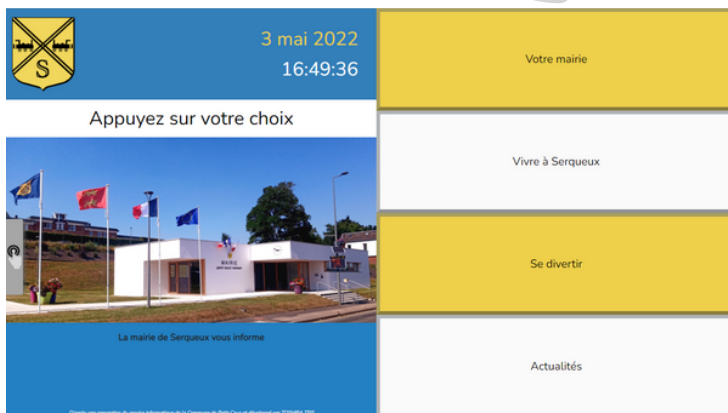 S
3 mai 2022
16:49:36
Appuyez sur votre choix
MAIRIE
La mairie de Serqueux vous informe
Votre mairie
Vivre à Serqueux
Se divertir
Actualités